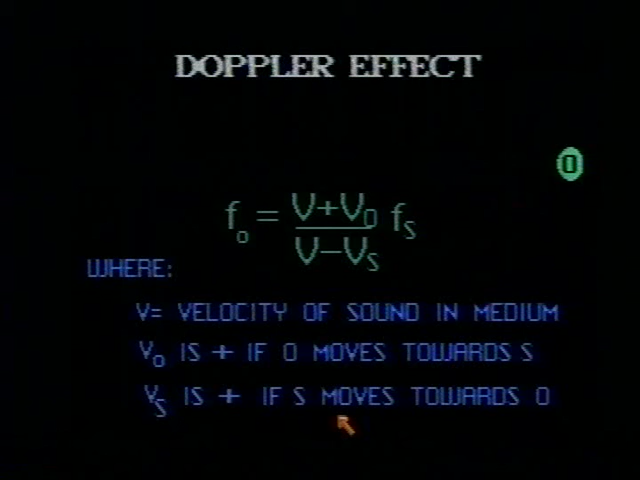 DOPPLER EFFECT
O
fo = V+VO / V−VS fS
WHERE:
V= VELOCITY OF SOUND IN MEDIUM
Vo IS + IF O MOVES TOWARDS S
VS IS + IF S MOVES TOWARDS O